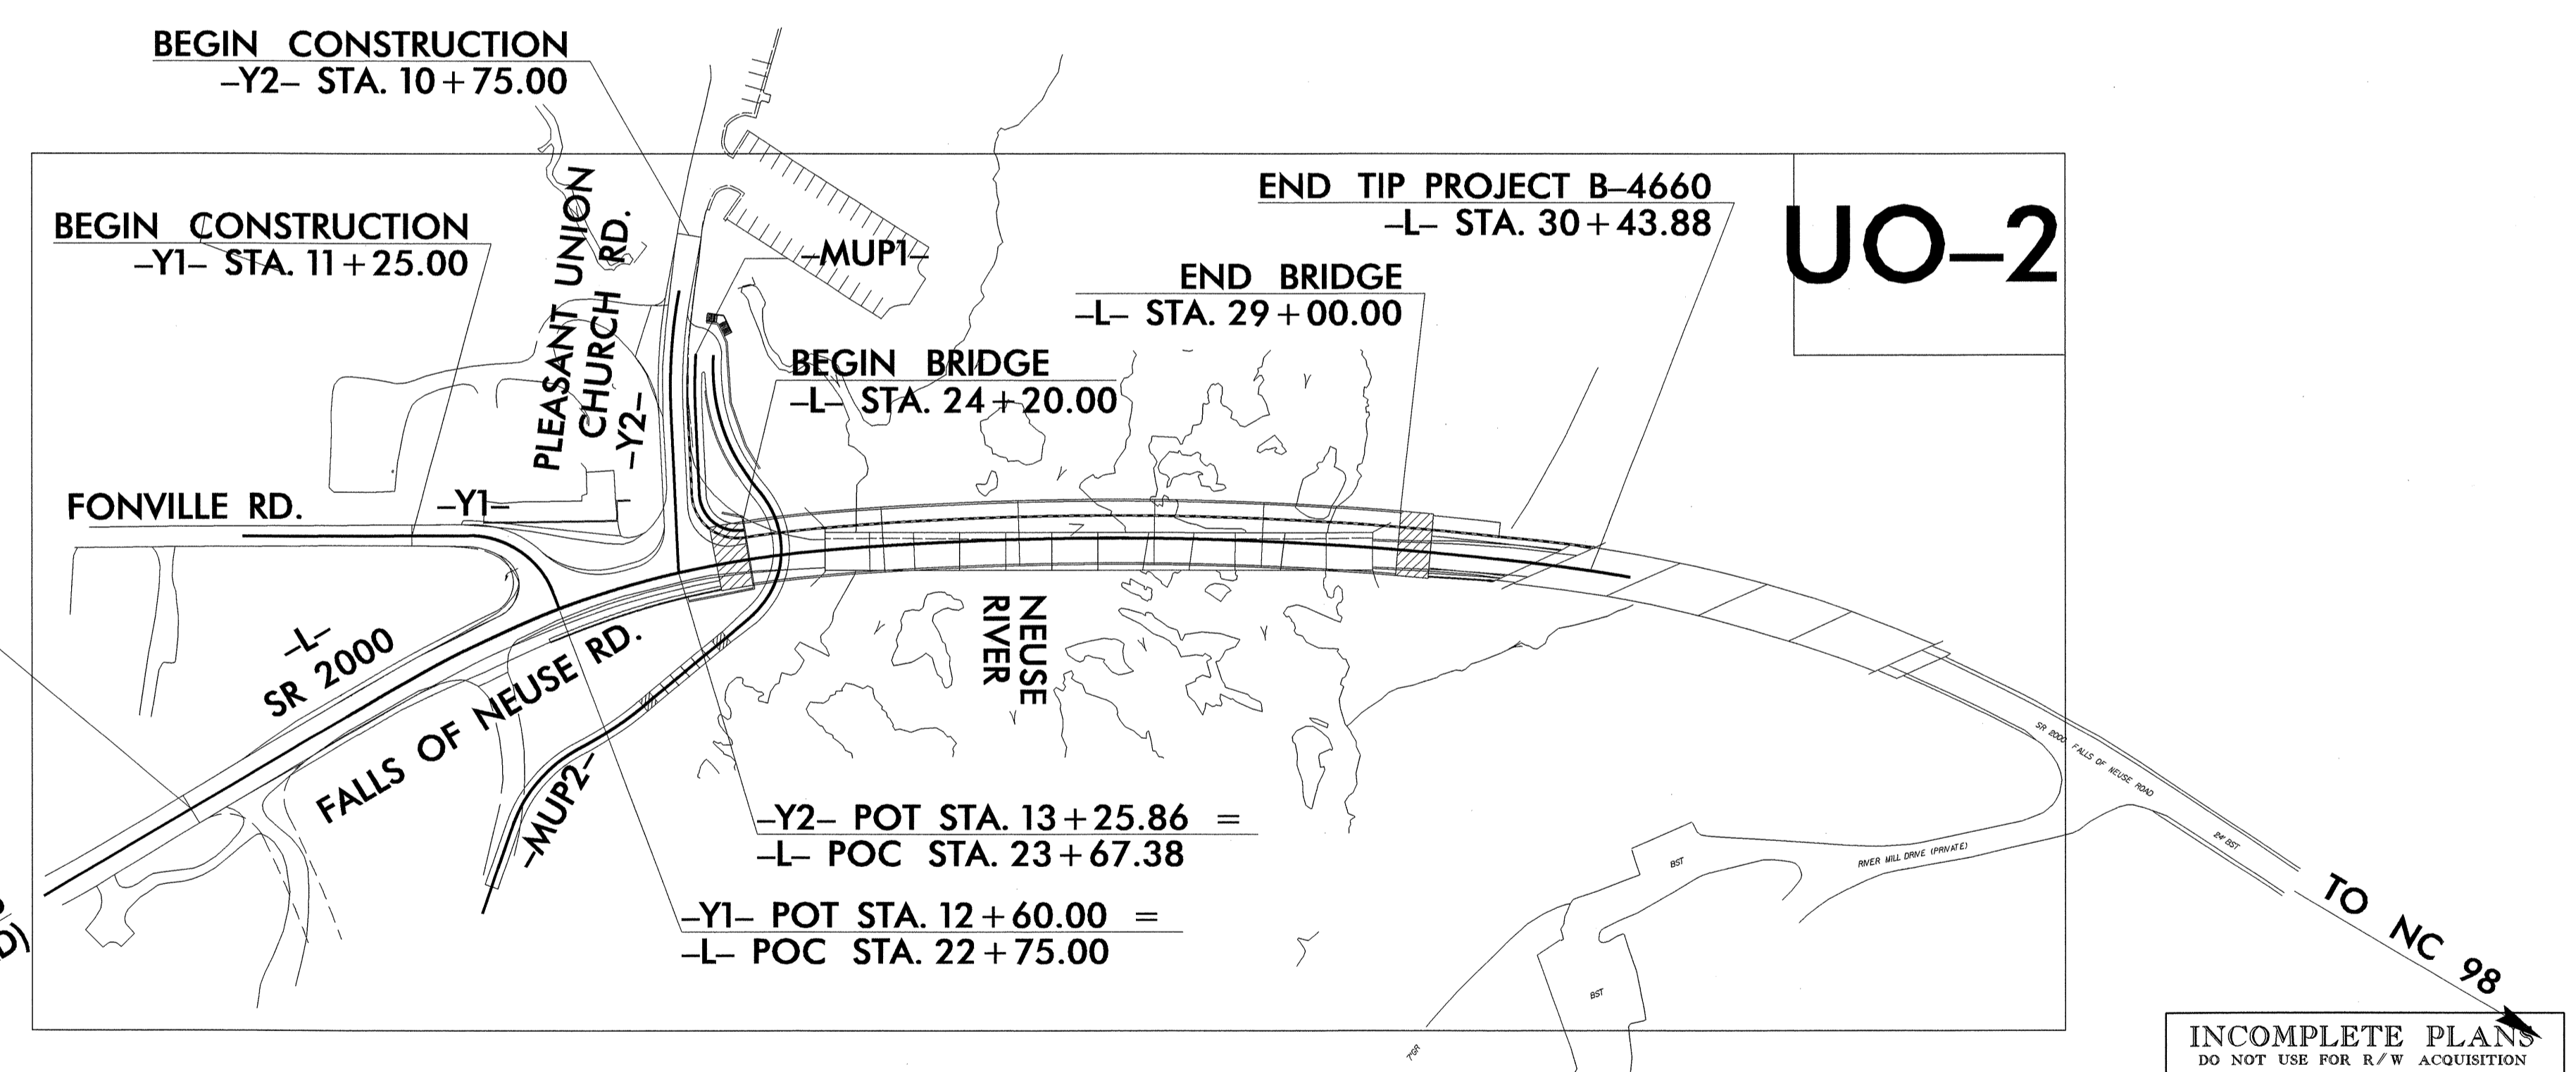 BEGIN CONSTRUCTION
–Y2– STA. 10+75.00
BEGIN CONSTRUCTION
–Y1– STA. 11+25.00
PLEASANT UNION
CHURCH RD.
–Y2–
–MUP1–
END TIP PROJECT B–4660
–L– STA. 30+43.88
UO–2
END BRIDGE
–L– STA. 29+00.00
BEGIN BRIDGE
–L– STA. 24+20.00
FONVILLE RD.
–Y1–
–L–
SR 2000
FALLS OF NEUSE RD.
NEUSE
RIVER
–MUP2–
–Y2– POT STA. 13+25.86 =
–L– POC STA. 23+67.38
–Y1– POT STA. 12+60.00 =
–L– POC STA. 22+75.00
SR 2000 FALLS OF NEUSE ROAD
24' BST
RIVER MILL DRIVE (PRIVATE)
BST
BST
TO NC 98
INCOMPLETE PLANS
DO NOT USE FOR R/W ACQUISITION